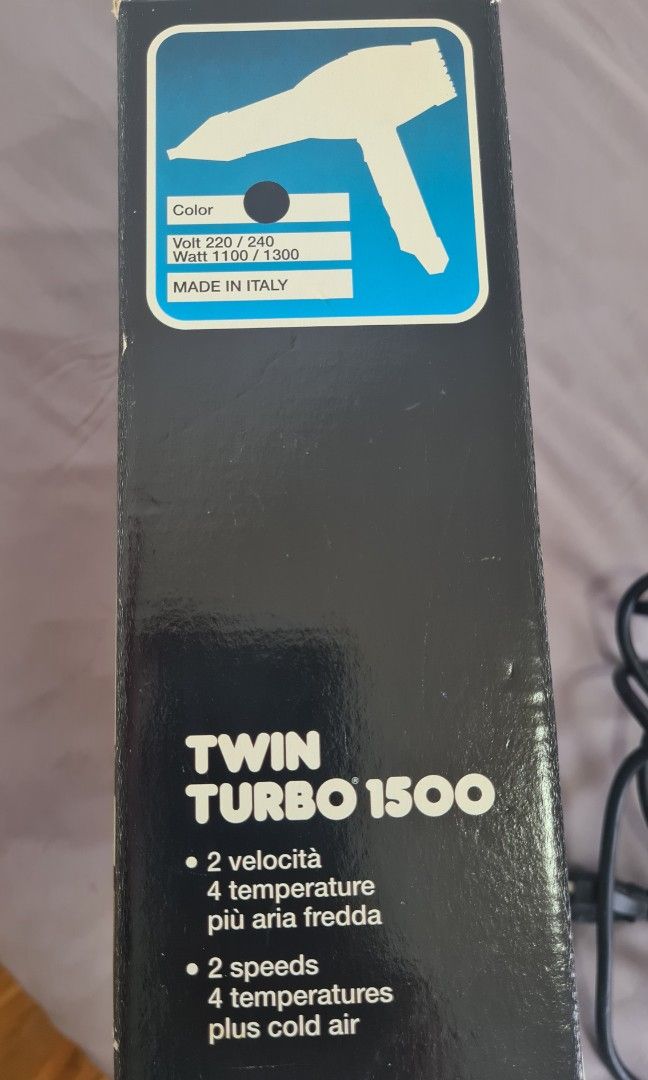 Color
Volt 220 / 240
Watt 1100 / 1300
MADE IN ITALY
TWIN
TURBO® 1500
• 2 velocità
4 temperature
più aria fredda
• 2 speeds
4 temperatures
plus cold air